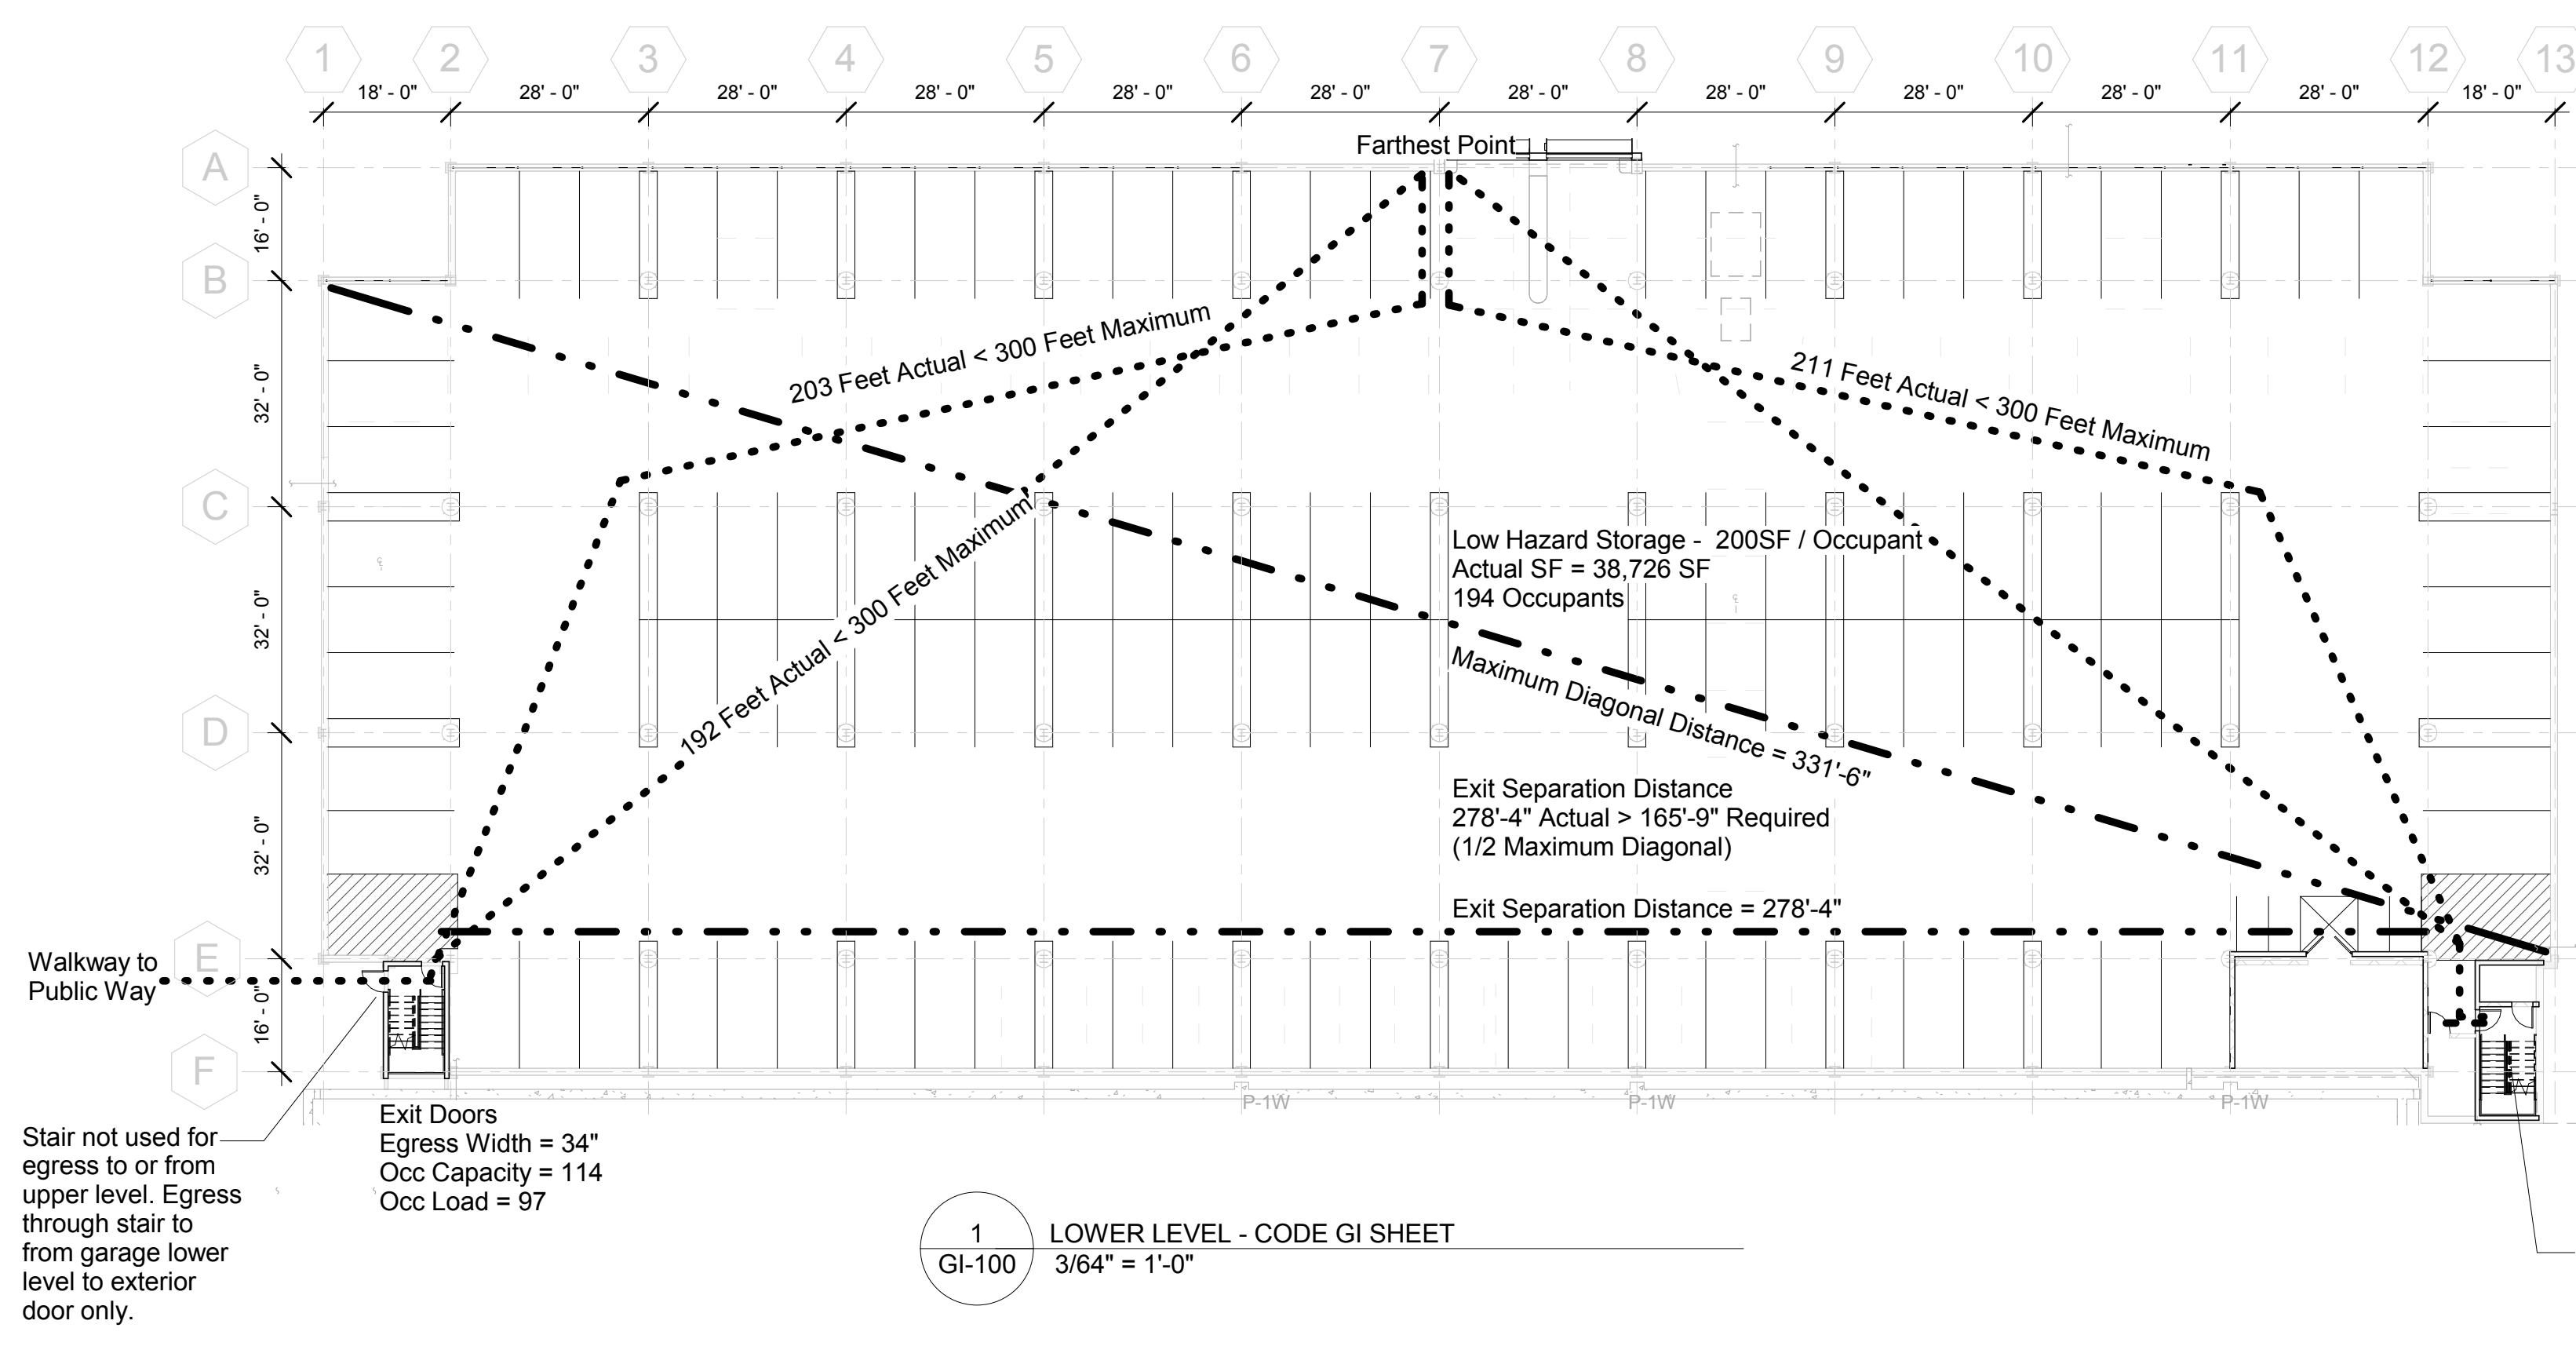 1 2 3 4 5 6 7 8 9 10 11 12 13
18' - 0" 28' - 0" 28' - 0" 28' - 0" 28' - 0" 28' - 0" 28' - 0" 28' - 0" 28' - 0" 28' - 0" 28' - 0" 18' - 0"
Farthest Point
A
16' - 0"
B
203 Feet Actual < 300 Feet Maximum
211 Feet Actual < 300 Feet Maximum
32' - 0"
C
192 Feet Actual < 300 Feet Maximum
Low Hazard Storage - 200SF / Occupant
Actual SF = 38,726 SF
194 Occupants
32' - 0"
Maximum Diagonal Distance = 331'-6"
D
Exit Separation Distance
278'-4" Actual > 165'-9" Required
(1/2 Maximum Diagonal)
32' - 0"
Exit Separation Distance = 278'-4"
E
Walkway to
Public Way
16' - 0"
F
P-1W P-1W P-1W
Exit Doors
Egress Width = 34"
Occ Capacity = 114
Occ Load = 97
Stair not used for
egress to or from
upper level. Egress
through stair to
from garage lower
level to exterior
door only.
1
GI-100
LOWER LEVEL - CODE GI SHEET
3/64" = 1'-0"